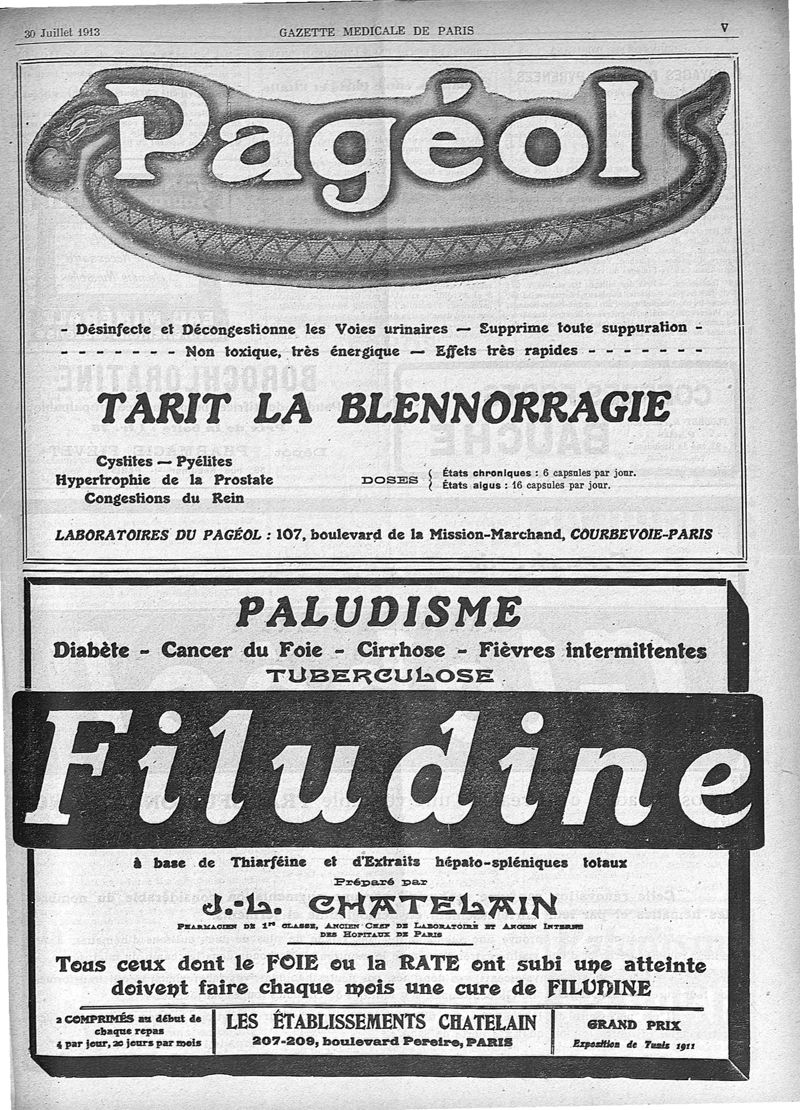 30 Juillet 1913
GAZETTE MEDICALE DE PARIS
V
Pagéol
- Désinfecte et Décongestionne les Voies urinaires — Supprime toute suppuration -
- - - - - - - Non toxique, très énergique — Effets très rapides - - - - - - -
TARIT LA BLENNORRAGIE
Cystites — Pyélites
Hypertrophie de la Prostate
Congestions du Rein
DOSES
États chroniques : 6 capsules par jour.
États aigus : 16 capsules par jour.
LABORATOIRES DU PAGÉOL : 107, boulevard de la Mission-Marchand, COURBEVOIE-PARIS
PALUDISME
Diabète - Cancer du Foie - Cirrhose - Fièvres intermittentes
TUBERCULOSE
Filudine
à base de Thiarféine et d'Extraits hépato-spléniques totaux
Préparé par
J.-L. CHATELAIN
PHARMACIEN DE 1re CLASSE, ANCIEN CHEF DE LABORATOIRE ET ANCIEN INTERNE
DES HOPITAUX DE PARIS
Tous ceux dont le FOIE ou la RATE ont subi une atteinte
doivent faire chaque mois une cure de FILUDINE
2 COMPRIMÉS au début de
chaque repas
4 par jour, 20 jours par mois
LES ÉTABLISSEMENTS CHATELAIN
207-209, boulevard Pereire, PARIS
GRAND PRIX
Exposition de Tunis 1911